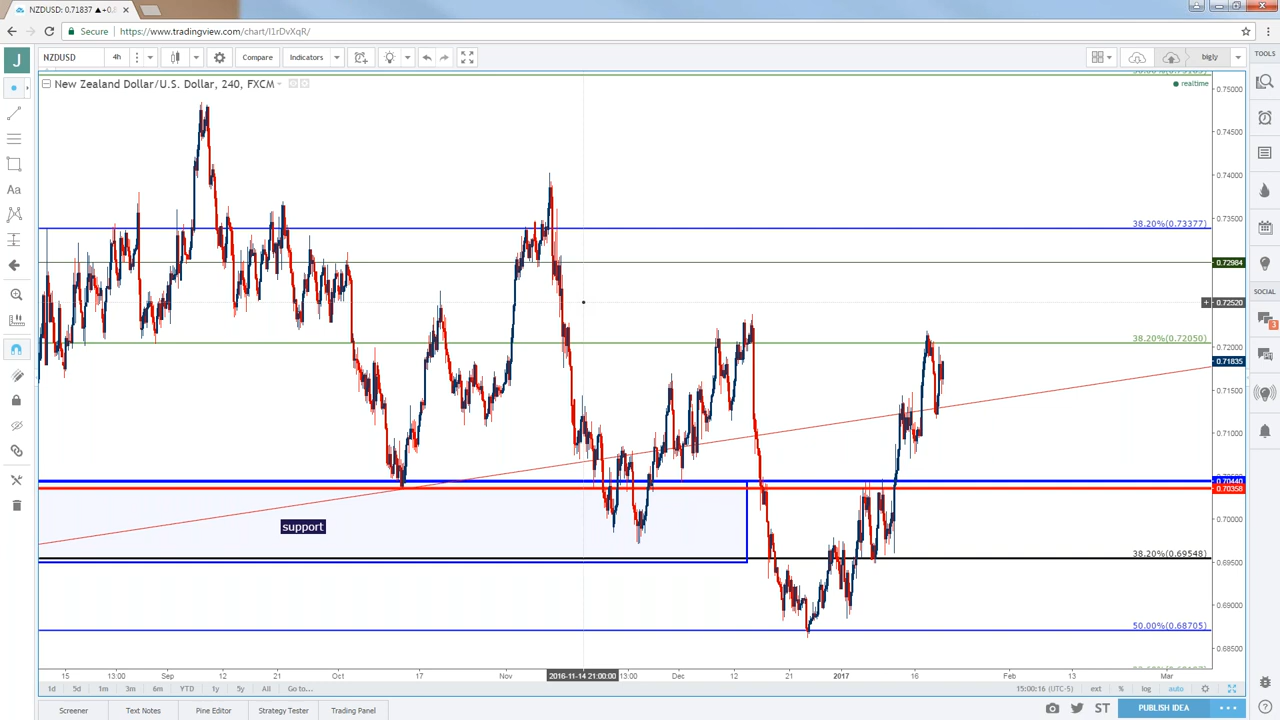 NZDUSD: 0.71837 ▲+0.
Secure
https://www.tradingview.com/chart/l1rDvXqR/
J NZDUSD 4h Compare Indicators bigly
TOOLS
New Zealand Dollar/U.S. Dollar, 240, FXCM
realtime
0.75000
0.74500
0.74000
0.73500
38.20%(0.73377)
0.72984
0.72520
3
SOCIAL
38.20%(0.72050)
0.72000
0.71835
0.71500
0.71000
0.70440
0.70358
support
0.70000
38.20%(0.69548)
0.69500
0.69000
50.00%(0.68705)
0.68500
15 13:00 Sep 12 21 Oct 17 Nov 2016-11-14 21:00:00 13:00 Dec 12 21 2017 16 Feb 13 Mar
1d 5d 1m 3m 6m YTD 1y 5y All Go to... 15:00:16 (UTC-5) ext % log auto
Screener Text Notes Pine Editor Strategy Tester Trading Panel ST PUBLISH IDEA